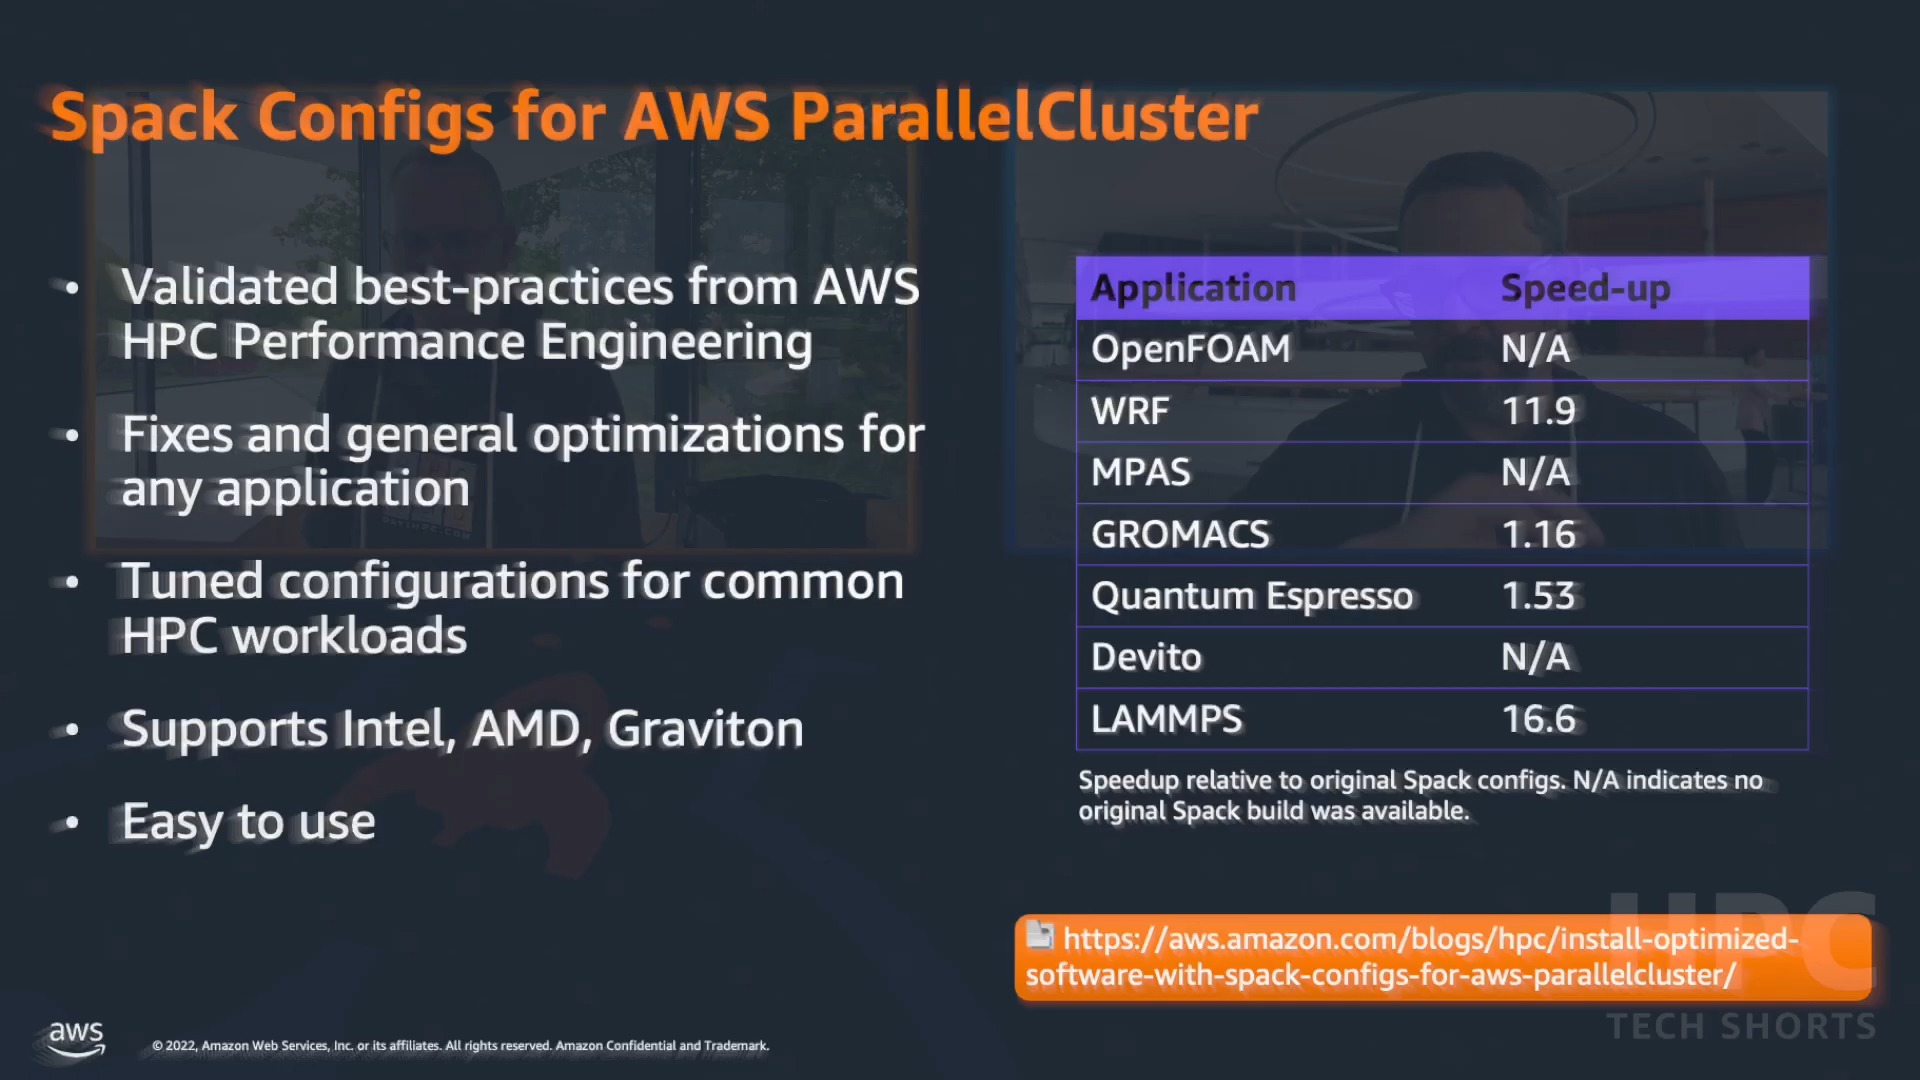 Spack Configs for AWS ParallelCluster
• Validated best-practices from AWS
HPC Performance Engineering
• Fixes and general optimizations for
any application
• Tuned configurations for common
HPC workloads
• Supports Intel, AMD, Graviton
• Easy to use
Application Speed-up
OpenFOAM N/A
WRF 11.9
MPAS N/A
GROMACS 1.16
Quantum Espresso 1.53
Devito N/A
LAMMPS 16.6
Speedup relative to original Spack configs. N/A indicates no
original Spack build was available.
https://aws.amazon.com/blogs/hpc/install-optimized-
software-with-spack-configs-for-aws-parallelcluster/
HPC
TECH SHORTS
aws
© 2022, Amazon Web Services, Inc. or its affiliates. All rights reserved. Amazon Confidential and Trademark.